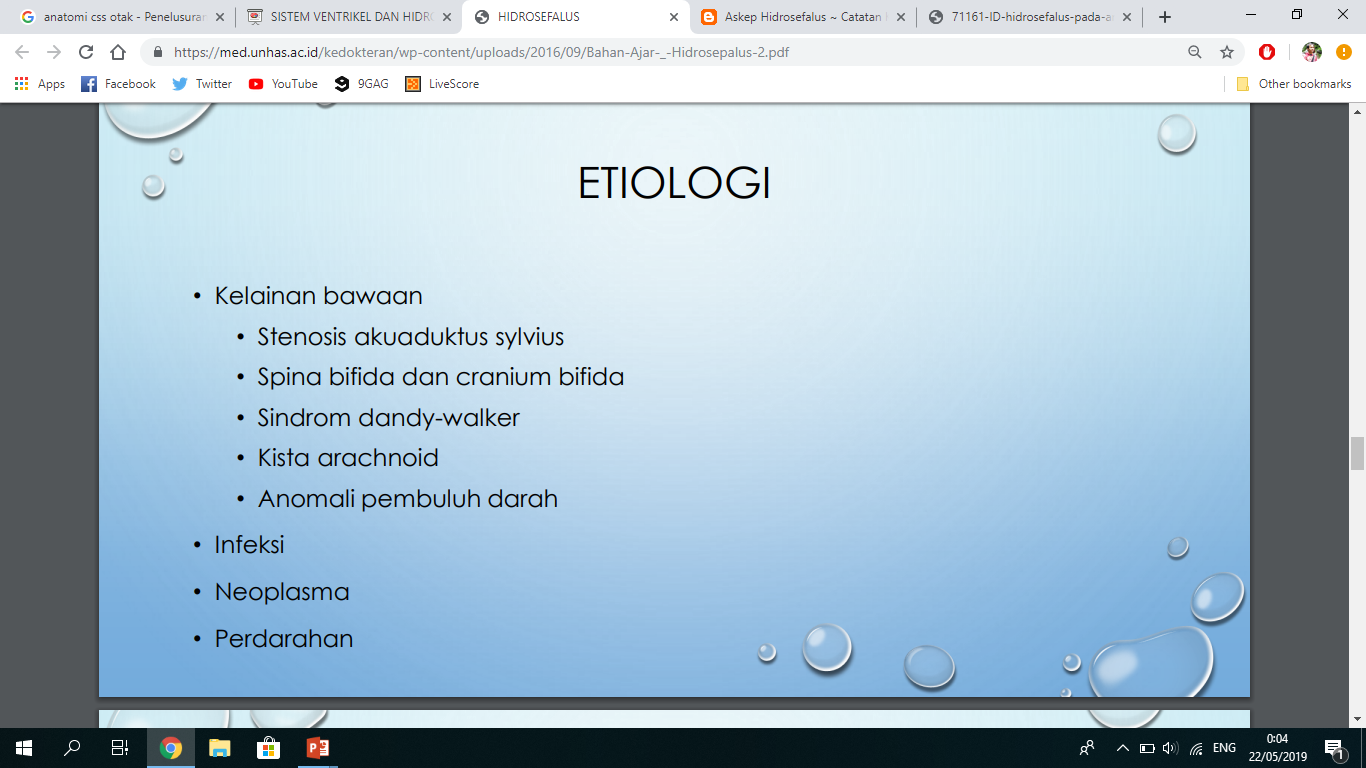 anatomi css otak - Penelusuran
SISTEM VENTRIKEL DAN HIDRO
HIDROSEFALUS
Askep Hidrosefalus ~ Catatan
71161-ID-hidrosefalus-pada-a
https://med.unhas.ac.id/kedokteran/wp-content/uploads/2016/09/Bahan-Ajar-_-Hidrosepalus-2.pdf
Apps Facebook Twitter YouTube 9GAG LiveScore Other bookmarks
ETIOLOGI
• Kelainan bawaan
• Stenosis akuaduktus sylvius
• Spina bifida dan cranium bifida
• Sindrom dandy-walker
• Kista arachnoid
• Anomali pembuluh darah
• Infeksi
• Neoplasma
• Perdarahan
ENG
0:04
22/05/2019
1